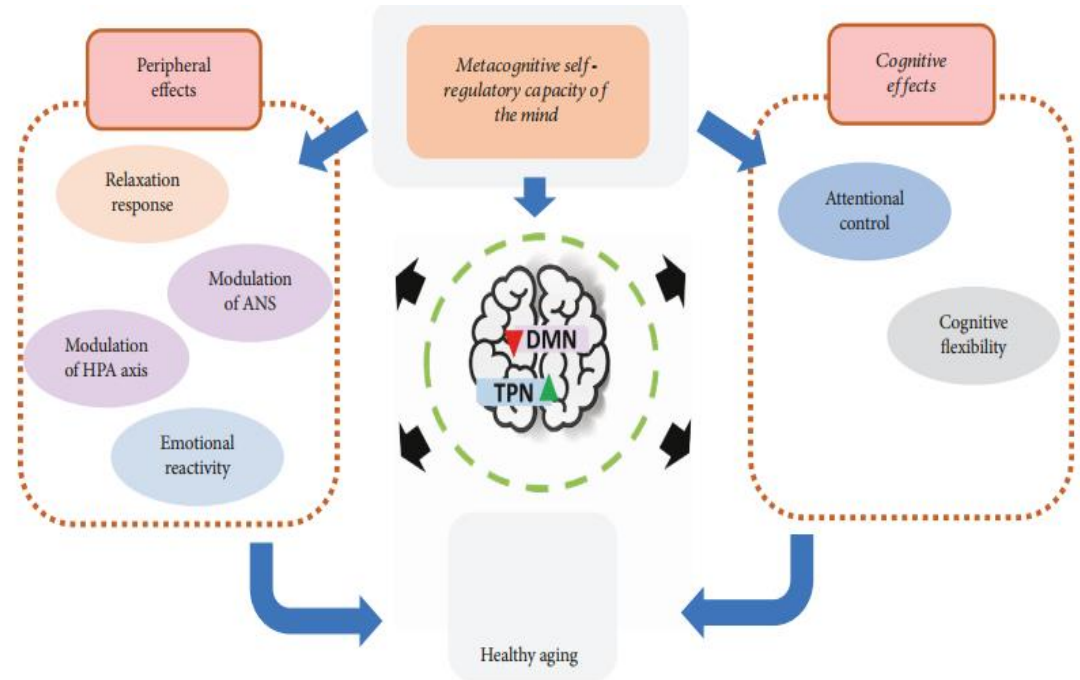 Peripheral
effects
Relaxation
response
Modulation
of ANS
Modulation
of HPA axis
Emotional
reactivity
Metacognitive self-
regulatory capacity of
the mind
DMN
TPN
Healthy aging
Cognitive
effects
Attentional
control
Cognitive
flexibility